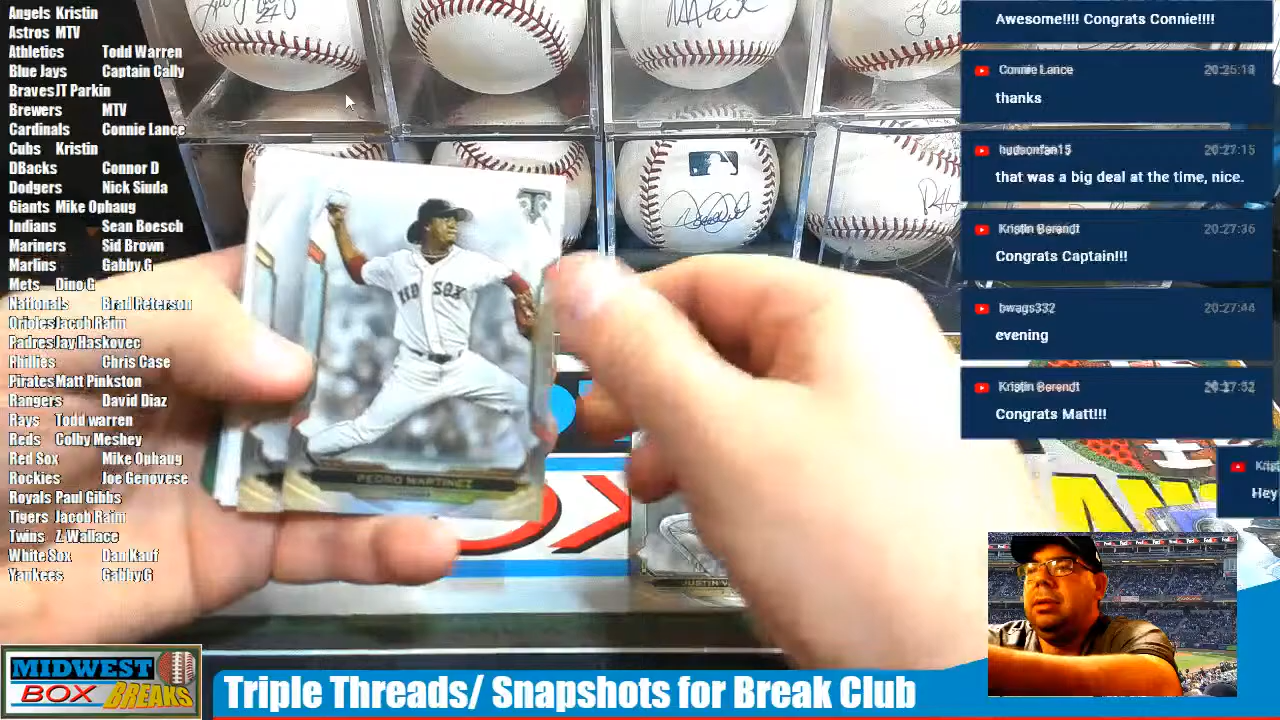 Angels Kristin
Astros MTV
Athletics Todd Warren
Blue Jays Captain Cally
Braves JT Parkin
Brewers MTV
Cardinals Connie Lance
Cubs Kristin
DBacks Connor D
Dodgers Nick Siuda
Giants Mike Ophaug
Indians Sean Boesch
Mariners Sid Brown
Marlins Gabby G
Mets Dino G
Nationals Brad Peterson
Orioles Jacob Raim
Padres Jay Haskovec
Phillies Chris Case
Pirates Matt Pinkston
Rangers David Diaz
Rays Todd warren
Reds Colby Meshey
Red Sox Mike Ophaug
Rockies Joe Genovese
Royals Paul Gibbs
Tigers Jacob Raim
Twins Z Wallace
White Sox Dan Kauf
Yankees Gabby G
RED SOX
PEDRO MARTINEZ
JUSTIN
Awesome!!!! Congrats Connie!!!!
Connie Lance 20:25:18
thanks
hudsonfan15 20:27:15
that was a big deal at the time, nice.
Kristin Berendt 20:27:36
Congrats Captain!!!
bwags332 20:27:44
evening
Kristin Berendt
Congrats Matt!!!
Hey
MIDWEST
BOX BREAKS
Triple Threads/ Snapshots for Break Club